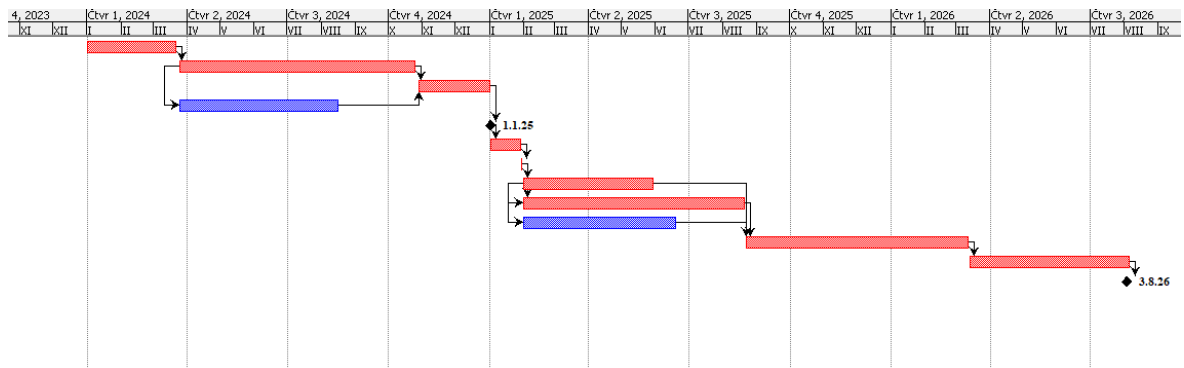 4, 2023 Čtvr 1, 2024 Čtvr 2, 2024 Čtvr 3, 2024 Čtvr 4, 2024 Čtvr 1, 2025 Čtvr 2, 2025 Čtvr 3, 2025 Čtvr 4, 2025 Čtvr 1, 2026 Čtvr 2, 2026 Čtvr 3, 2026
XI XII I II III IV V VI VII VIII IX X XI XII I II III IV V VI VII VIII IX X XI XII I II III IV V VI VII VIII IX
1.1.25
3.8.26